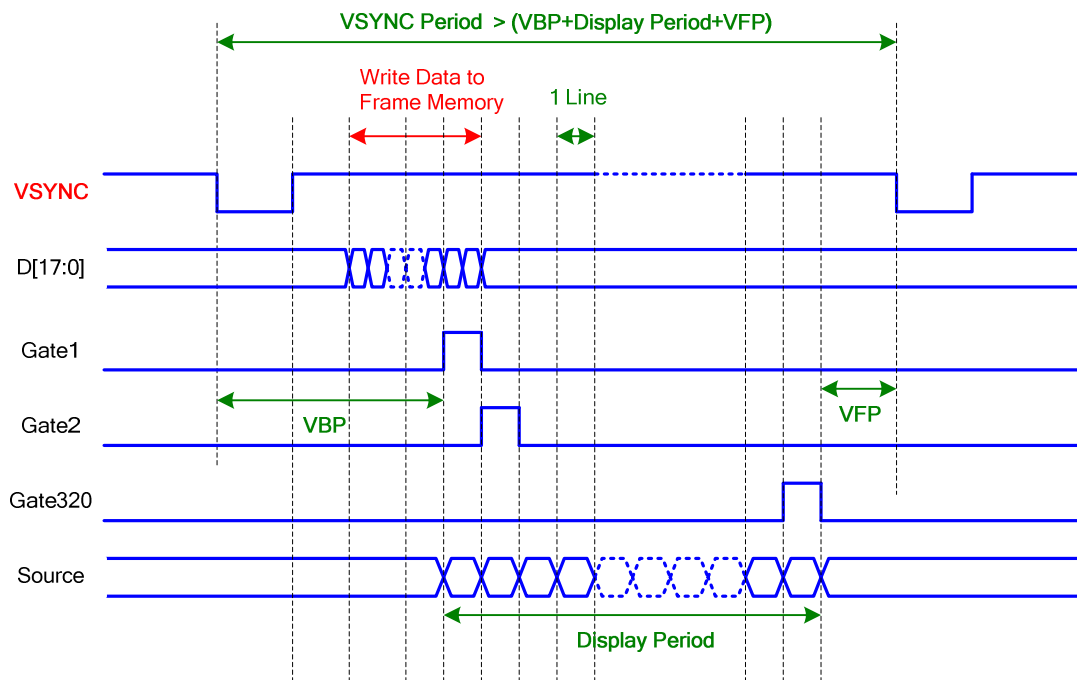 VSYNC Period > (VBP+Display Period+VFP)
Write Data to
Frame Memory
1 Line
VSYNC
D[17:0]
Gate1
VBP
VFP
Gate2
Gate320
Source
Display Period